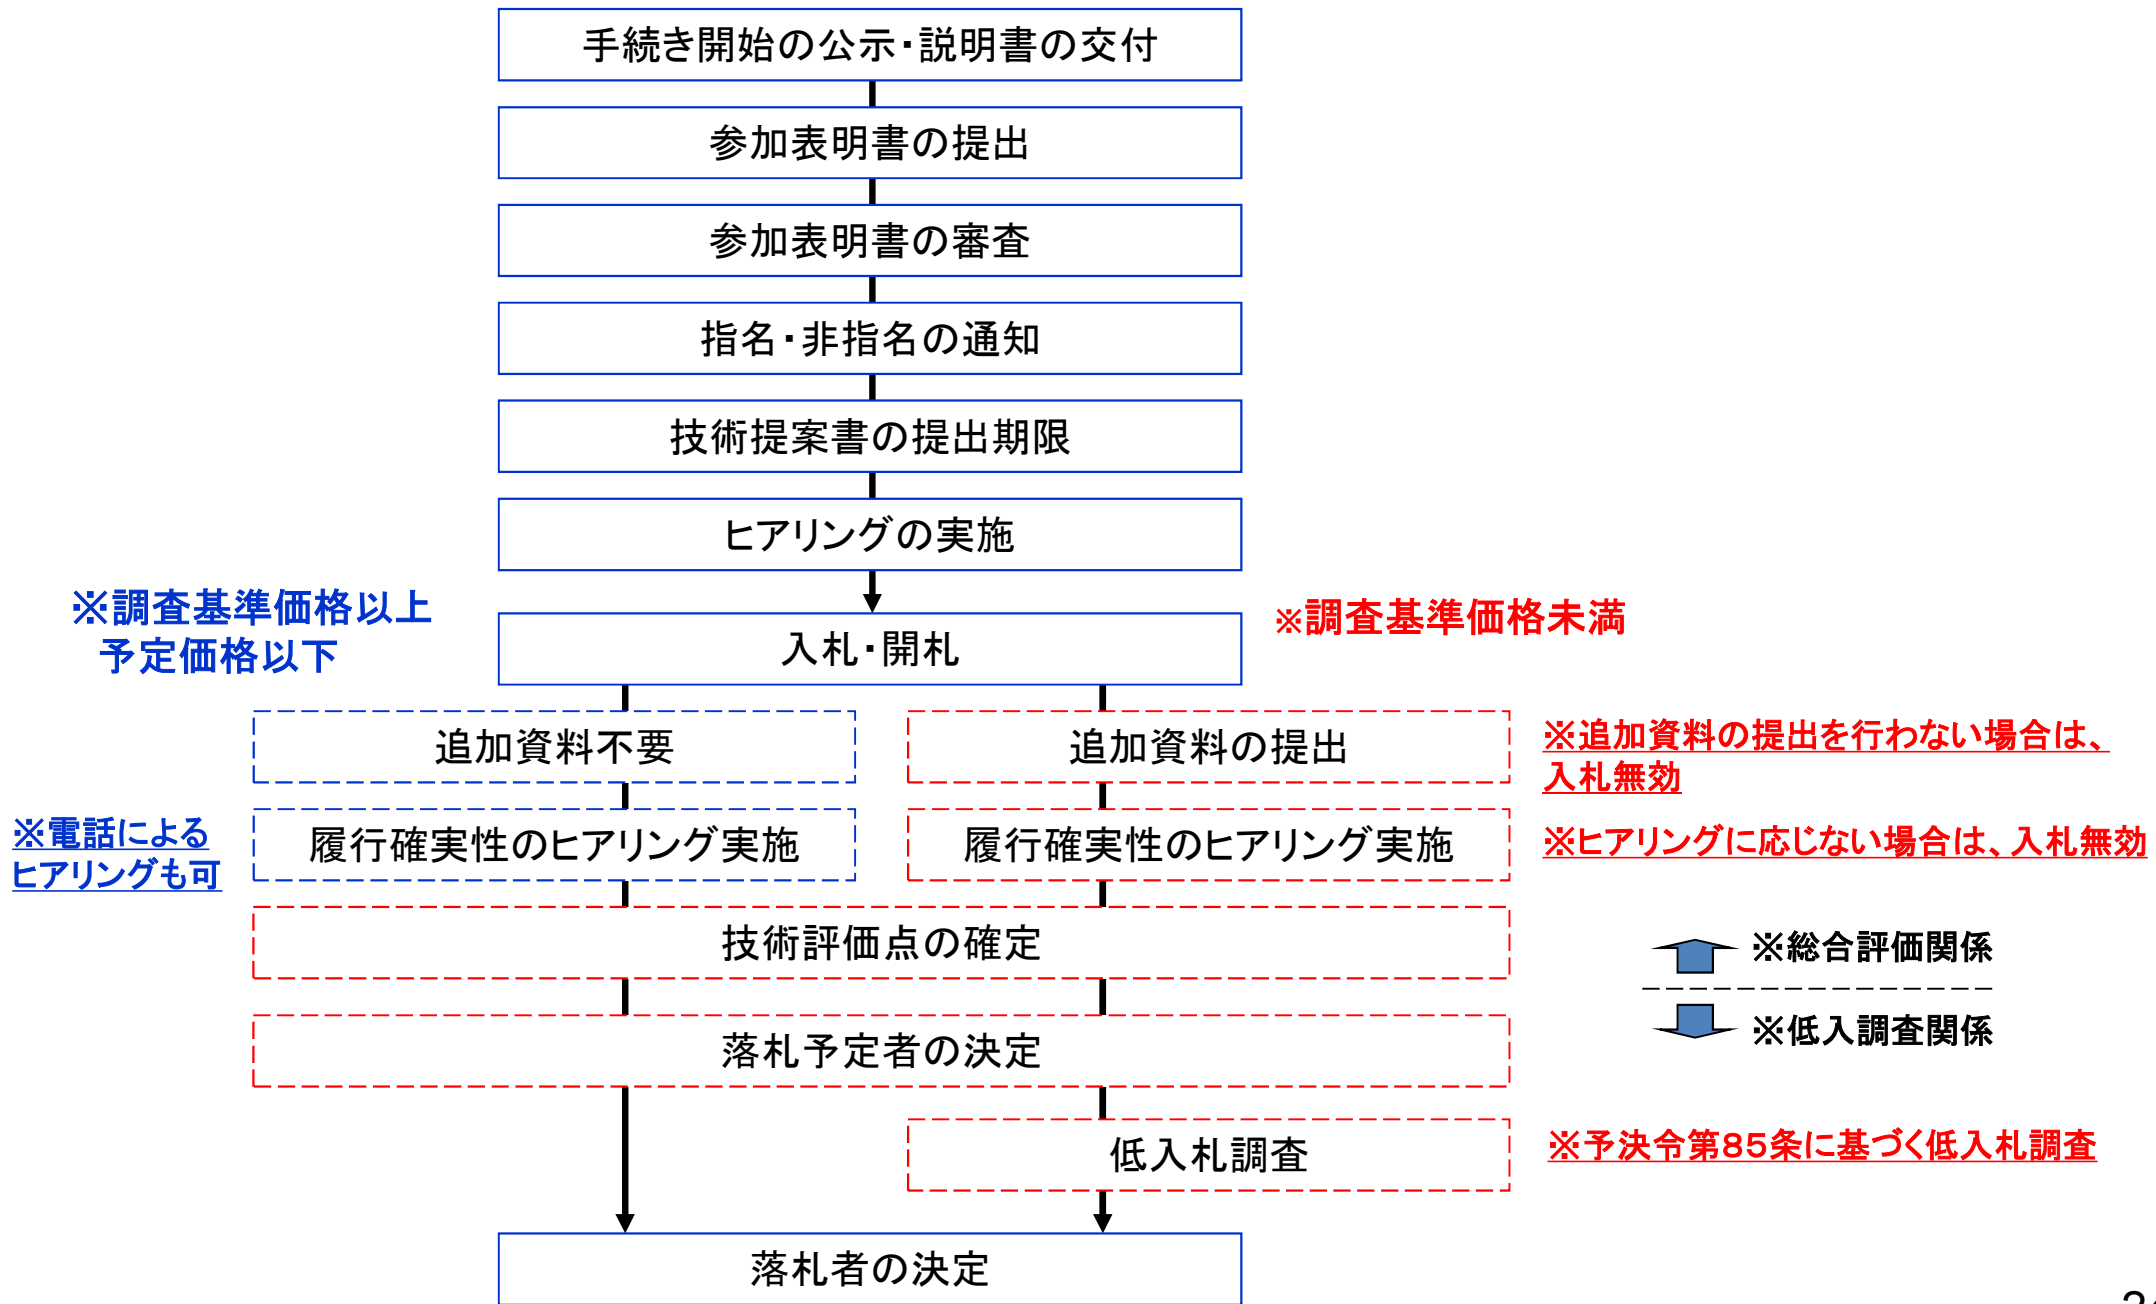 手続き開始の公示・説明書の交付
参加表明書の提出
参加表明書の審査
指名・非指名の通知
技術提案書の提出期限
ヒアリングの実施
※調査基準価格以上
予定価格以下
※調査基準価格未満
入札・開札
追加資料不要
追加資料の提出
※追加資料の提出を行わない場合は、
入札無効
※電話による
ヒアリングも可
履行確実性のヒアリング実施
履行確実性のヒアリング実施
※ヒアリングに応じない場合は、入札無効
技術評価点の確定
※総合評価関係
※低入調査関係
落札予定者の決定
低入札調査
※予決令第85条に基づく低入札調査
落札者の決定